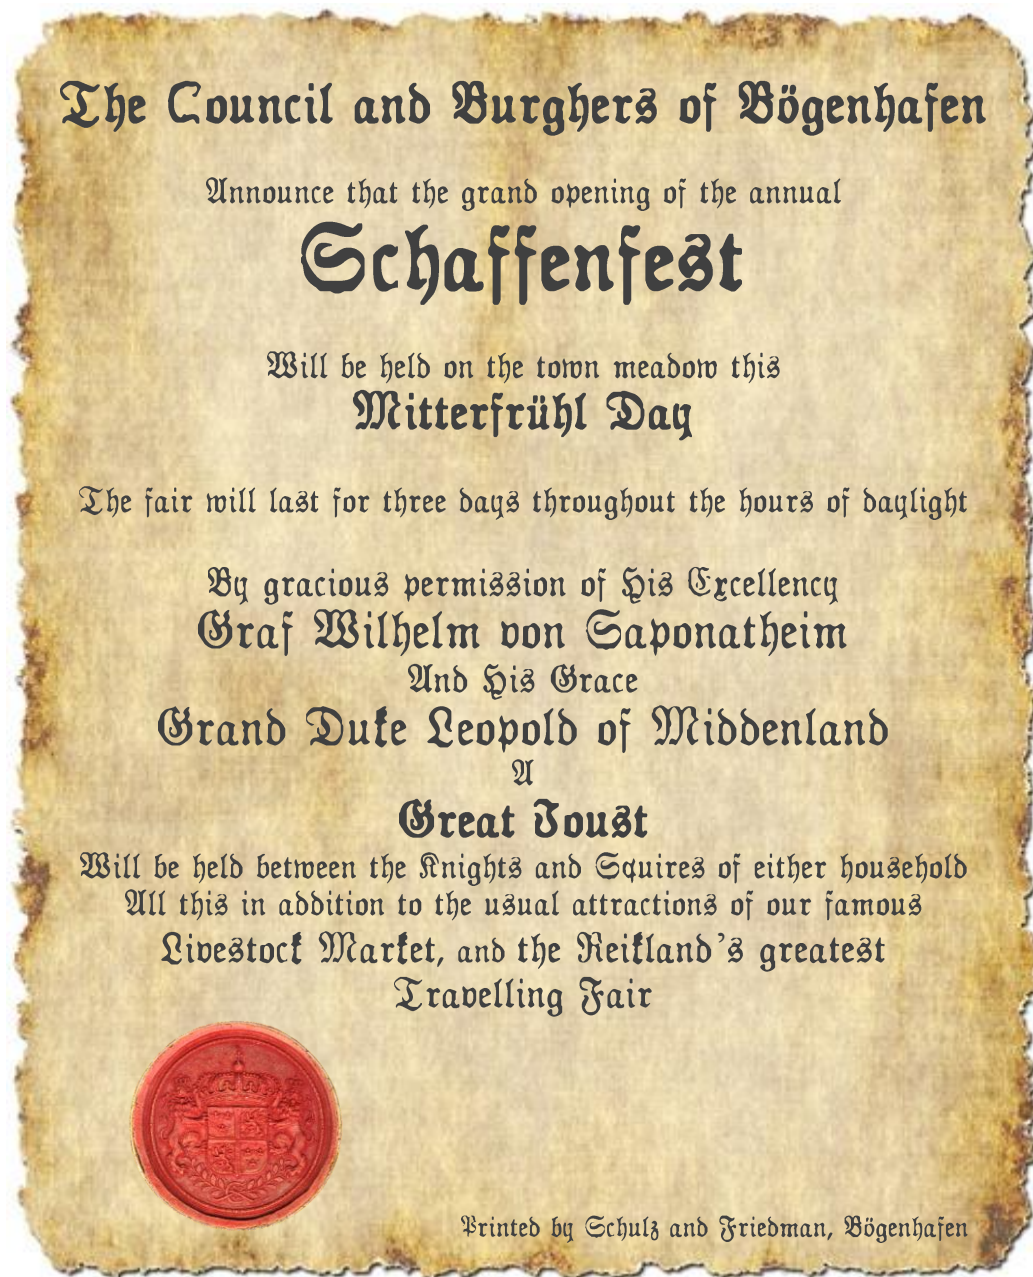 The Council and Burghers of Bögenhafen
Announce that the grand opening of the annual
Schaffenfest
Will be held on the town meadow this
Mitterfrühl Day
The fair will last for three days throughout the hours of daylight
By gracious permission of His Excellency
Graf Wilhelm von Saponatheim
And His Grace
Grand Duke Leopold of Middenland
A
Great Joust
Will be held between the Knights and Squires of either household
All this in addition to the usual attractions of our famous
Livestock Market, and the Reikland's greatest
Travelling Fair
Printed by Schulz and Friedman, Bögenhafen